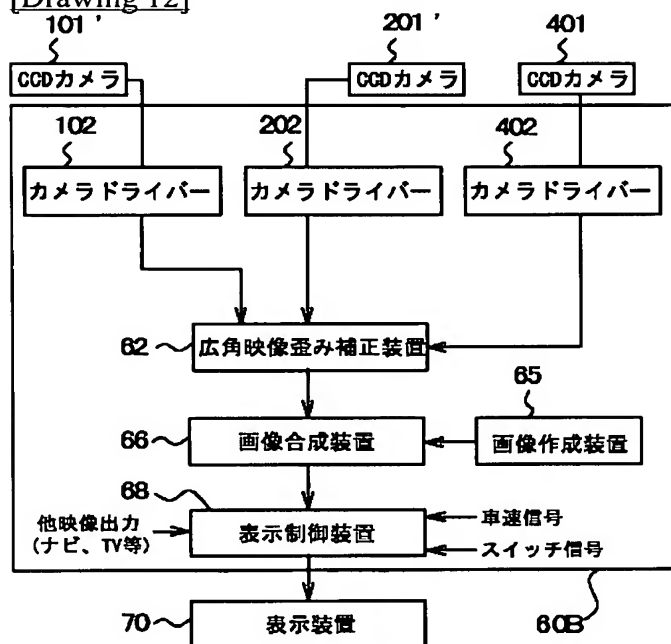 [Drawing 12]
101' 201' 401
CCDカメラ CCDカメラ CCDカメラ
102 202 402
カメラドライバー カメラドライバー カメラドライバー
62 広角映像歪み補正装置
65
66 画像合成装置 画像作成装置
68
他映像出力
(ナビ、TV等)
表示制御装置
車速信号
スイッチ信号
70 表示装置 60B